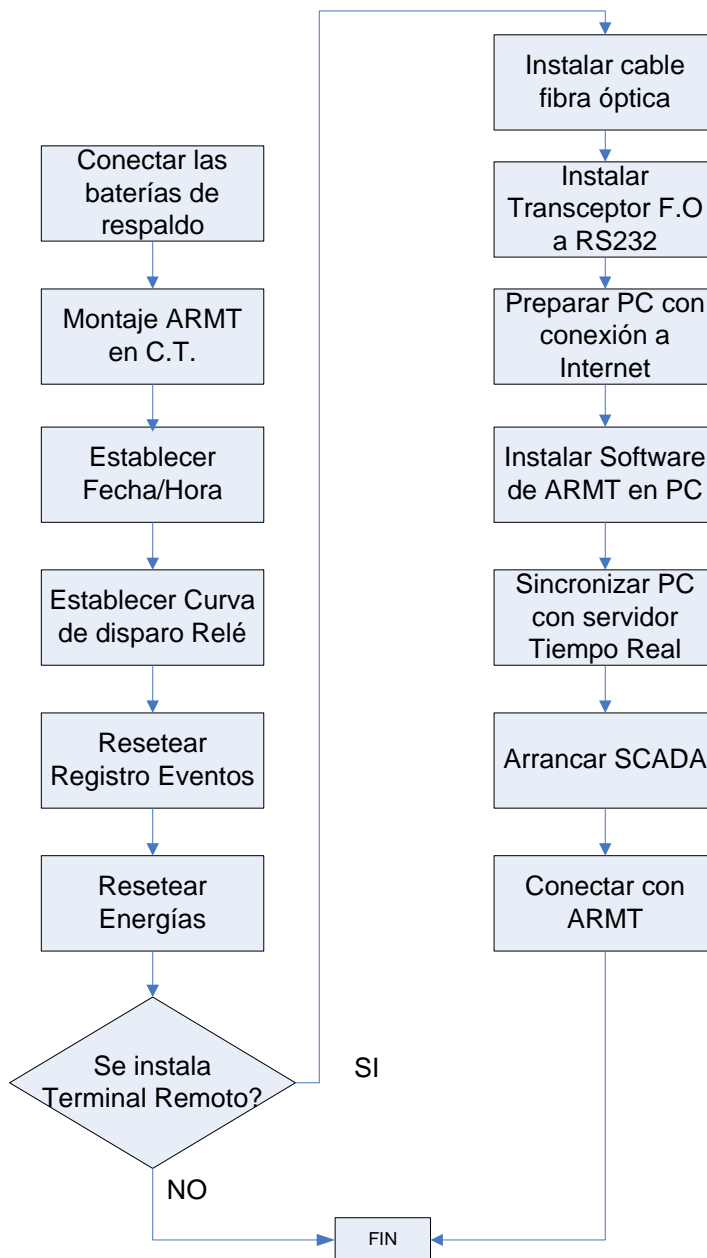 Conectar las
baterías de
respaldo
Montaje ARMT
en C.T.
Establecer
Fecha/Hora
Establecer Curva
de disparo Relé
Resetear
Registro Eventos
Resetear
Energías
Se instala
Terminal Remoto?
SI
NO
Instalar cable
fibra óptica
Instalar
Transceptor F.O
a RS232
Preparar PC con
conexión a
Internet
Instalar Software
de ARMT en PC
Sincronizar PC
con servidor
Tiempo Real
Arrancar SCADA
Conectar con
ARMT
FIN